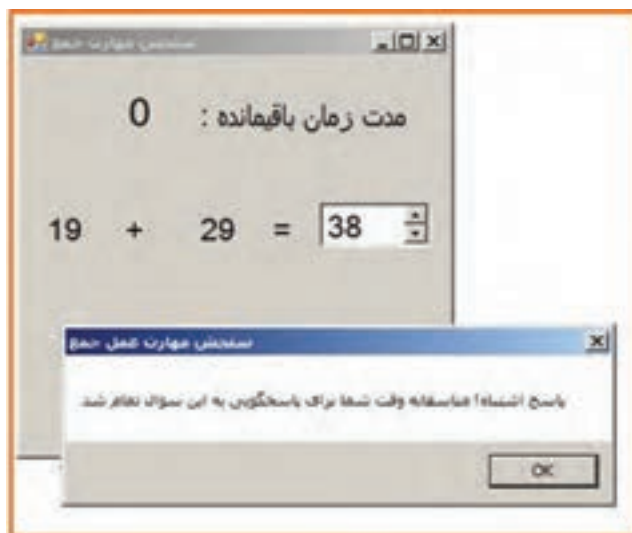 سنجش مهارت جمع
مدت زمان باقیمانده : 0
19 + 29 = 38
سنجش مهارت عمل جمع
پاسخ اشتباه! متاسفانه وقت شما برای پاسخگویی به این سوال تمام شد.
OK